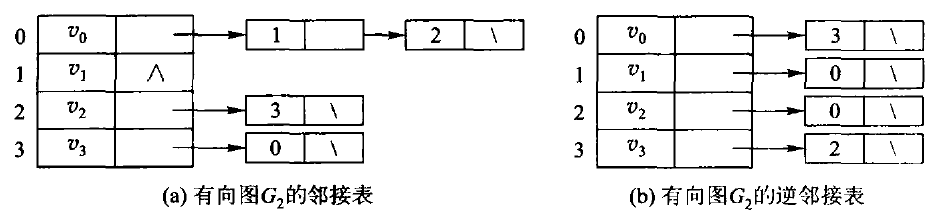 0 v₀ 1 2 \
1 v₁ ∧
2 v₂ 3 \
3 v₃ 0 \
(a) 有向图G₂的邻接表
0 v₀ 3 \
1 v₁ 0 \
2 v₂ 0 \
3 v₃ 2 \
(b) 有向图G₂的逆邻接表